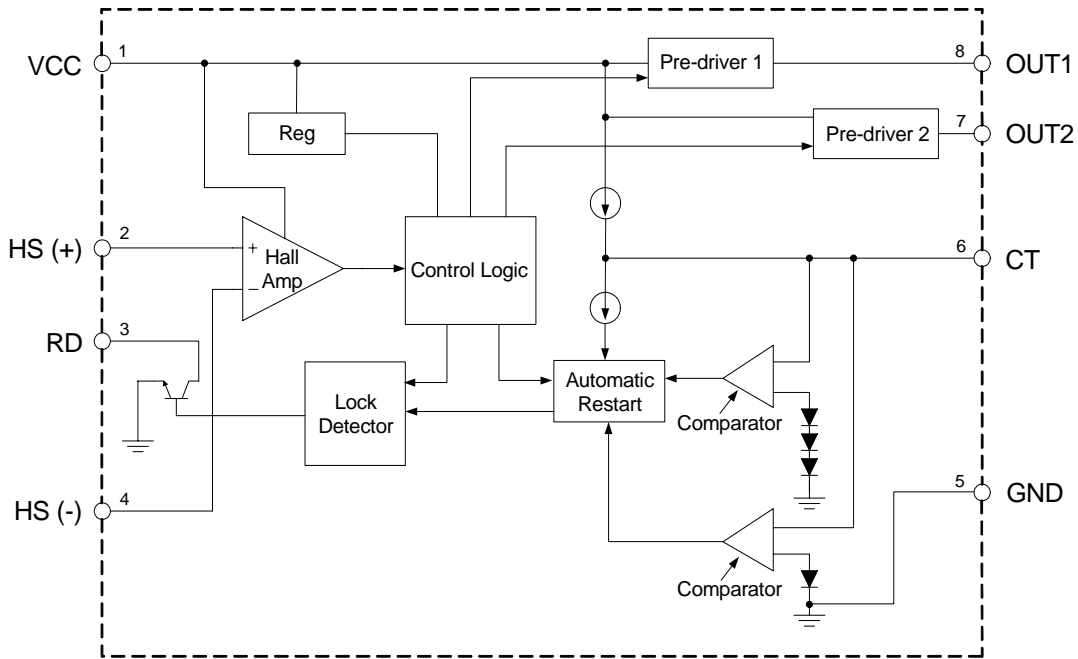 VCC
1
Pre-driver 1
8
OUT1
Reg
Pre-driver 2
7
OUT2
HS (+)
2
+
Hall
Amp
−
Control Logic
6
CT
RD
3
Lock
Detector
Automatic
Restart
Comparator
HS (-)
4
5
GND
Comparator